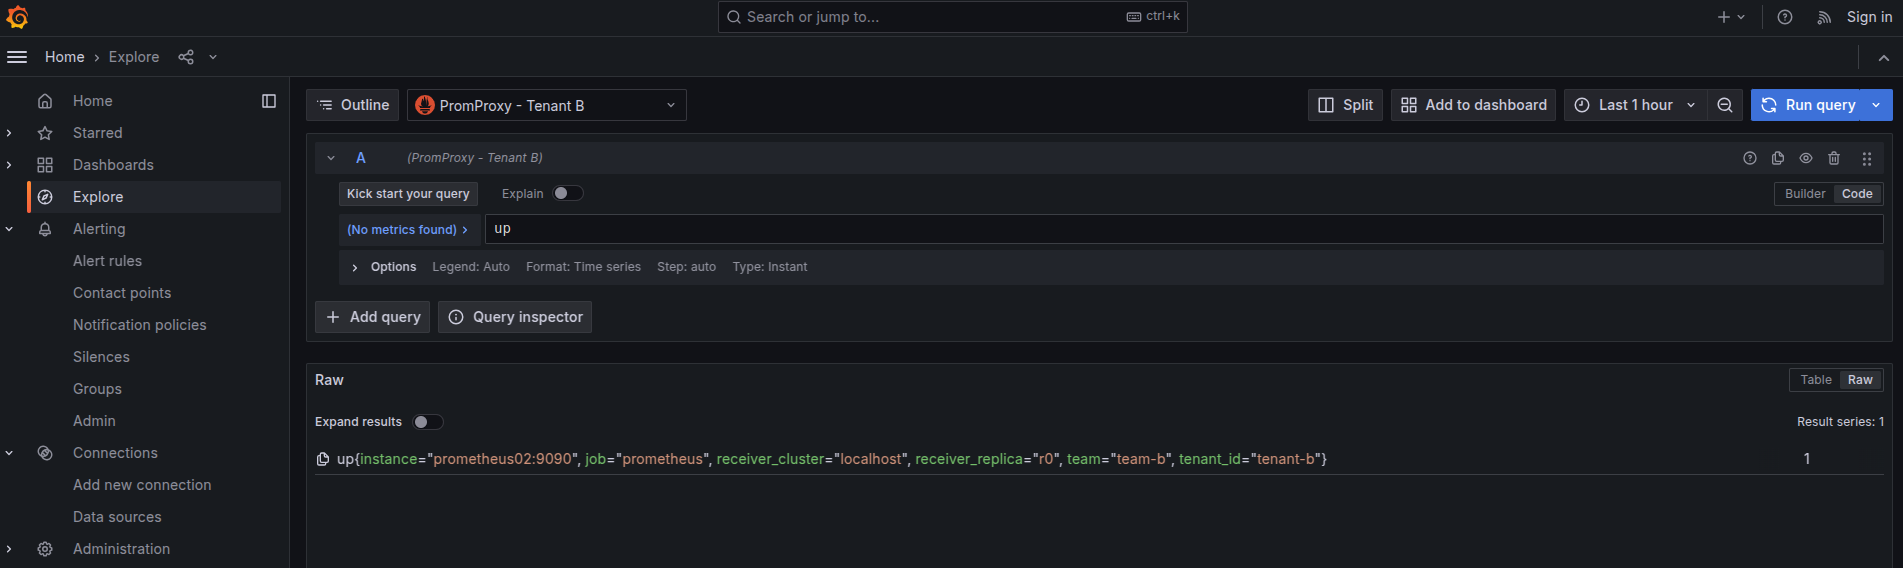 Search or jump to... ctrl+k Sign in
Home › Explore
Home
Starred
Dashboards
Explore
Alerting
Alert rules
Contact points
Notification policies
Silences
Groups
Admin
Connections
Add new connection
Data sources
Administration
Outline PromProxy - Tenant B Split Add to dashboard Last 1 hour Run query
A (PromProxy - Tenant B)
Kick start your query Explain Builder Code
(No metrics found) › up
Options Legend: Auto Format: Time series Step: auto Type: Instant
+ Add query Query inspector
Raw Table Raw
Expand results Result series: 1
up{instance="prometheus02:9090", job="prometheus", receiver_cluster="localhost", receiver_replica="r0", team="team-b", tenant_id="tenant-b"} 1